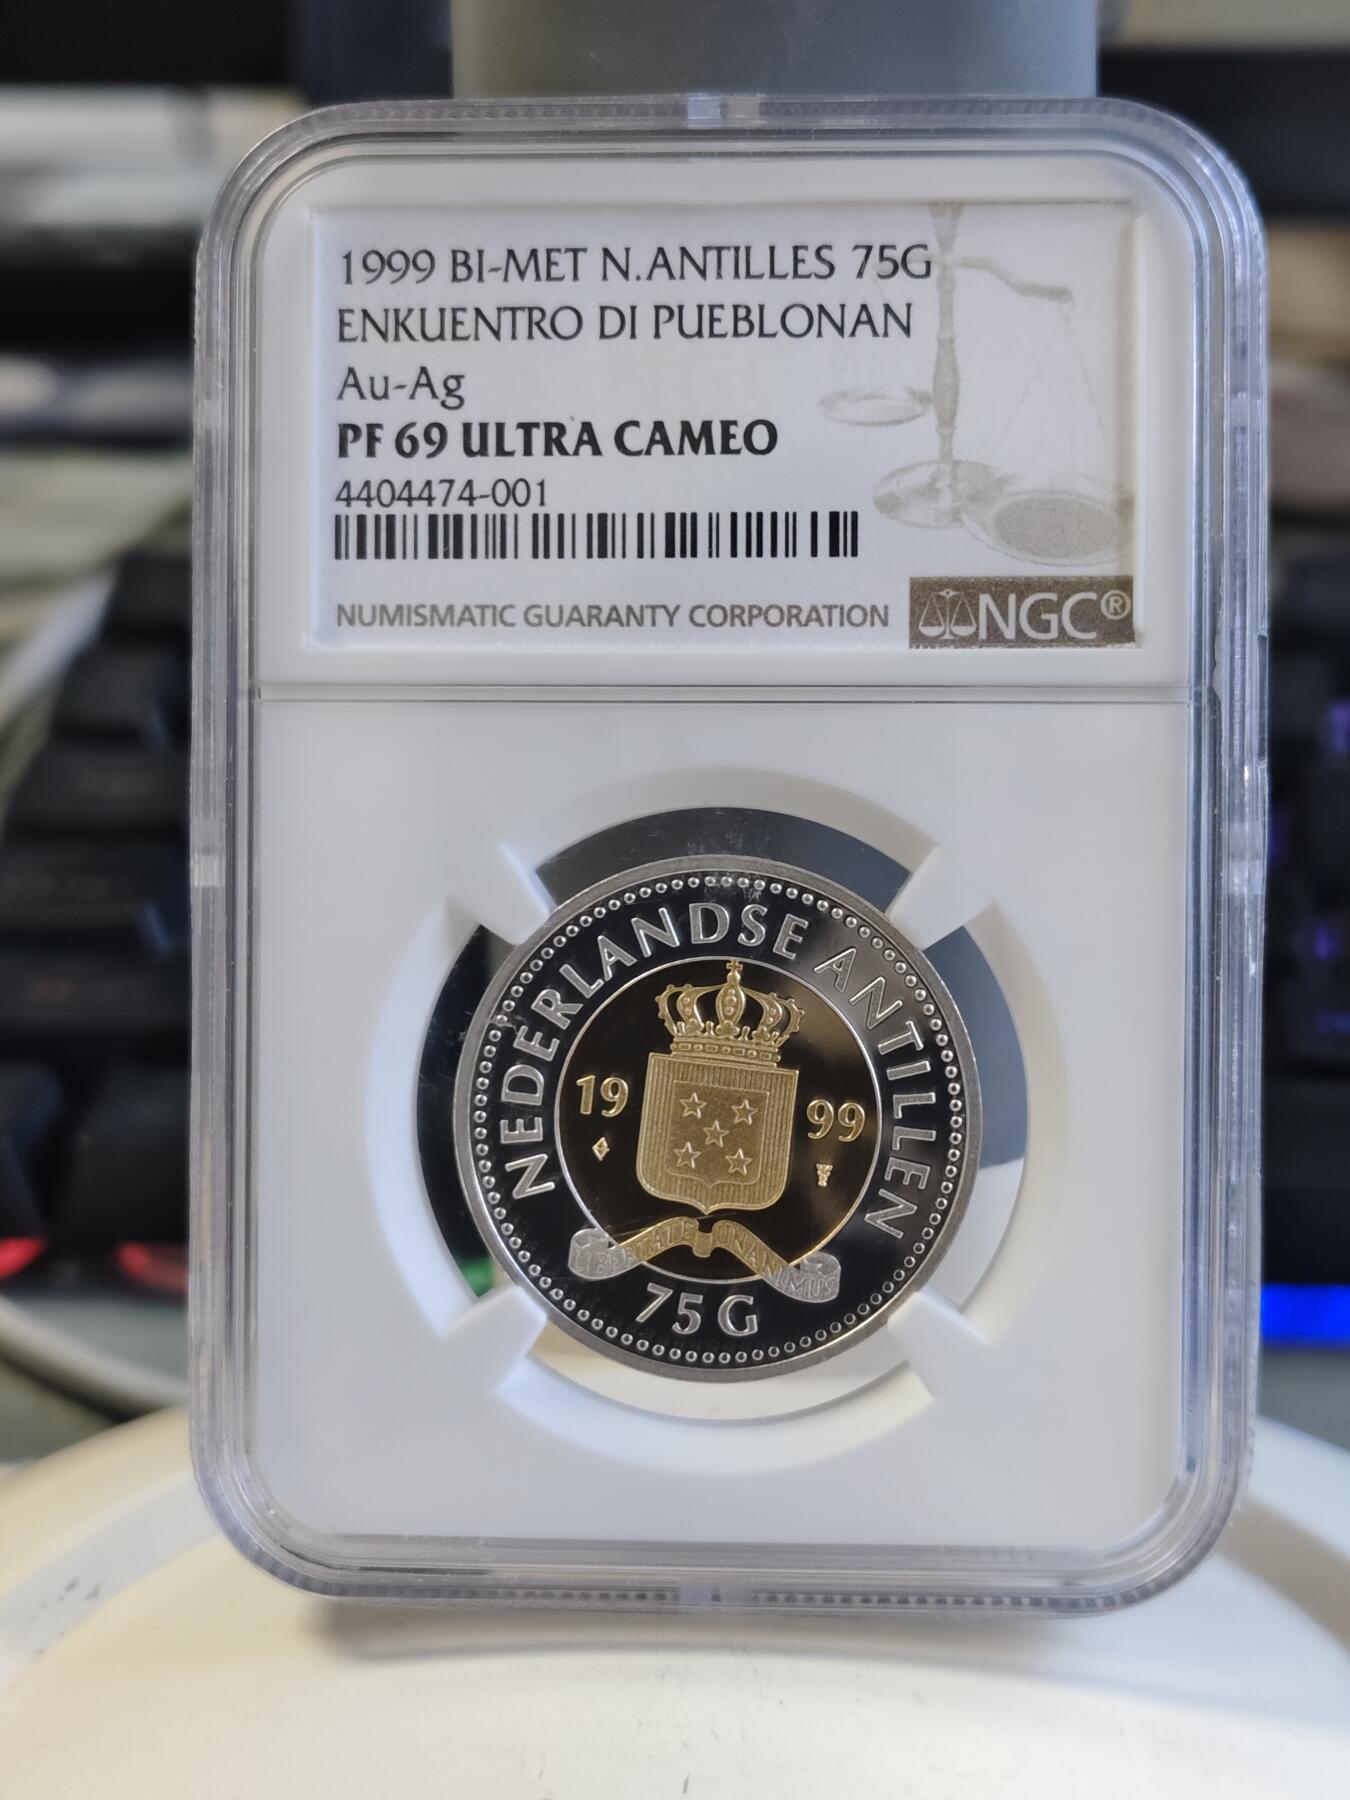 1999 BI-MET N.ANTILLES 75G
ENKUENTRO DI PUEBLONAN
Au-Ag
PF 69 ULTRA CAMEO
4404474-001
NUMISMATIC GUARANTY CORPORATION
NGC®
NEDERLANDSE ANTILLEN
19 99
LIBERTATE UNANIMUS
75 G